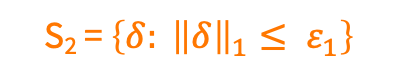 S₂ = {δ: ‖δ‖₁ ≤ ε₁}